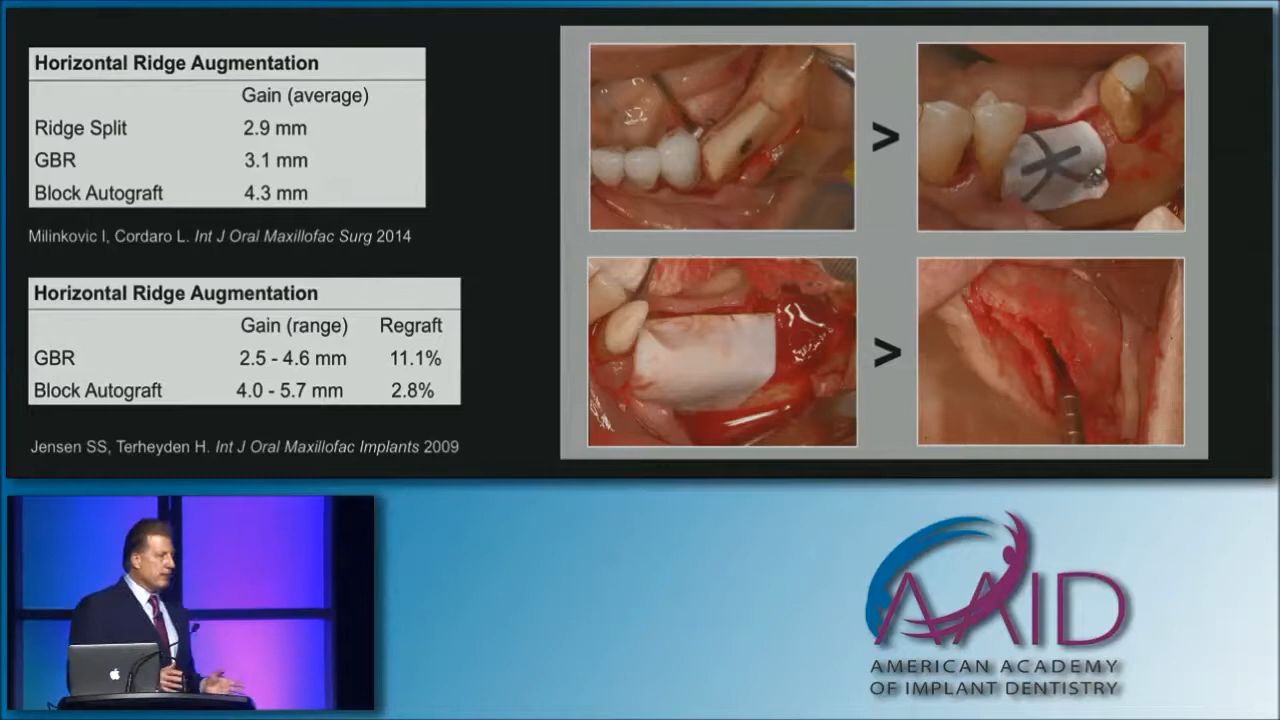 Horizontal Ridge Augmentation
Gain (average)
Ridge Split 2.9 mm
GBR 3.1 mm
Block Autograft 4.3 mm
Milinkovic I, Cordaro L. Int J Oral Maxillofac Surg 2014
Horizontal Ridge Augmentation
Gain (range) Regraft
GBR 2.5 - 4.6 mm 11.1%
Block Autograft 4.0 - 5.7 mm 2.8%
Jensen SS, Terheyden H. Int J Oral Maxillofac Implants 2009
>
>
AAID
AMERICAN ACADEMY
OF IMPLANT DENTISTRY